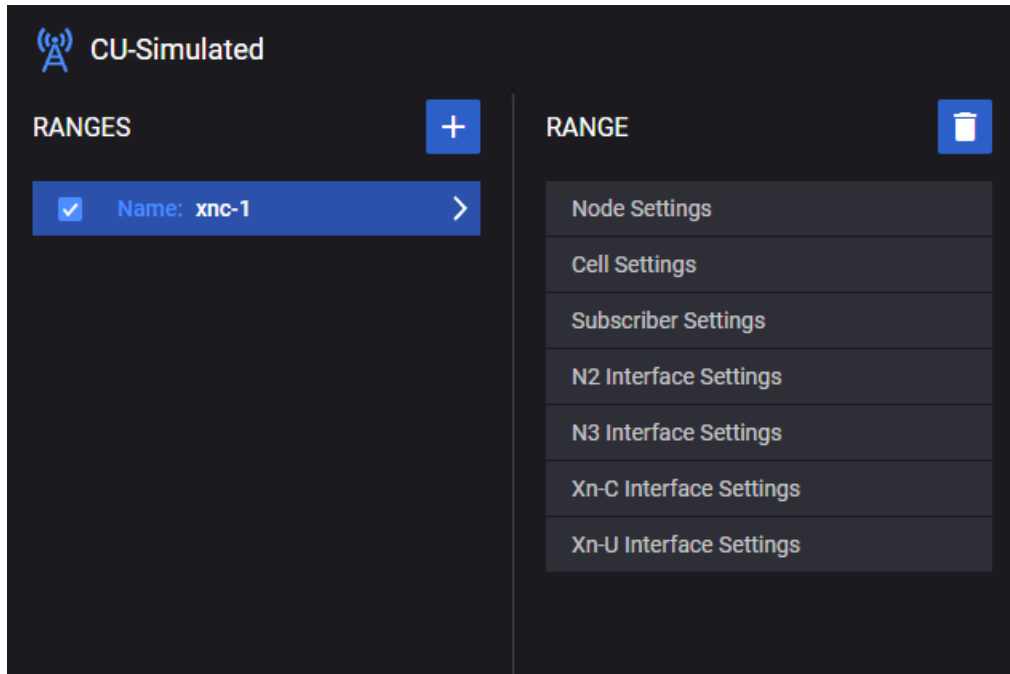 CU-Simulated
RANGES
Name: xnc-1
RANGE
Node Settings
Cell Settings
Subscriber Settings
N2 Interface Settings
N3 Interface Settings
Xn-C Interface Settings
Xn-U Interface Settings